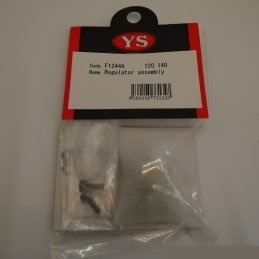 YS
Code F1244A 120 140
Name Regulator assembly